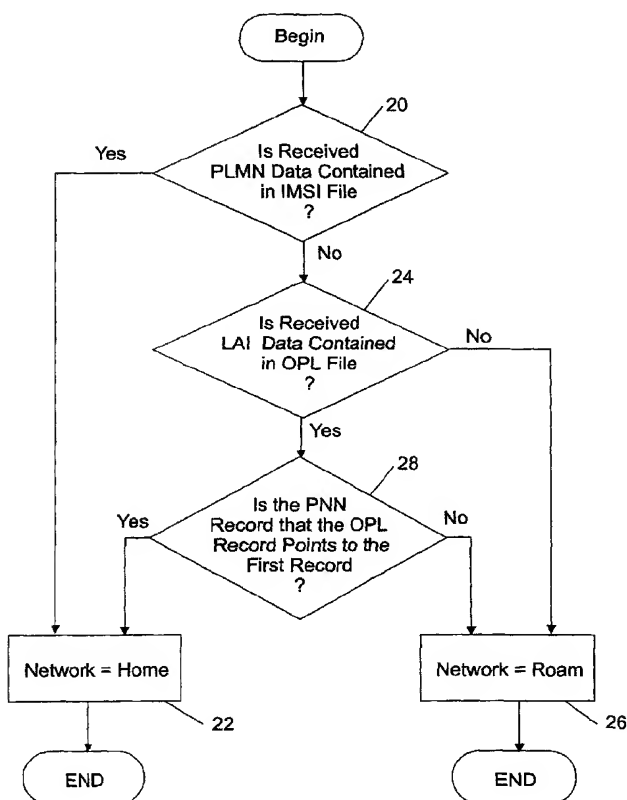 Begin
20
Yes
Is Received
PLMN Data Contained
in IMSI File
?
No
24
Is Received
LAI Data Contained
in OPL File
?
No
Yes
28
Is the PNN
Record that the OPL
Record Points to the
First Record
?
Yes
No
Network = Home
Network = Roam
22
26
END
END